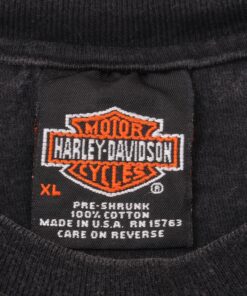 MOTOR
HARLEY-DAVIDSON
CYCLES
XL ®
PRE-SHRUNK
100% COTTON
MADE IN U.S.A. RN 15763
CARE ON REVERSE